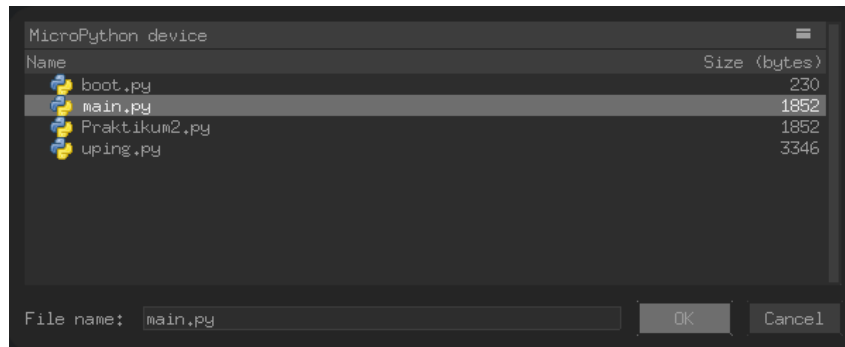 MicroPython device
Name Size (bytes)
boot.py 230
main.py 1852
Praktikum2.py 1852
uping.py 3346
File name: main.py OK Cancel